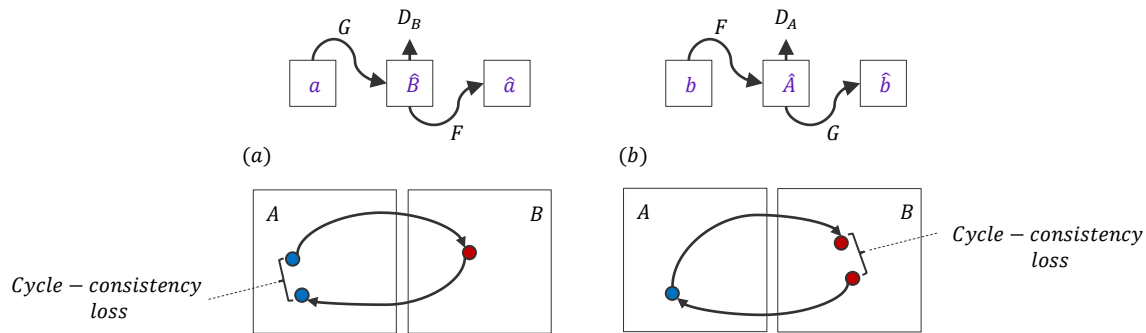 G D_B
a B̂ â
F
F D_A
b Â b̂
G
(a)
A B
Cycle − consistency
loss
(b)
A B
Cycle − consistency
loss